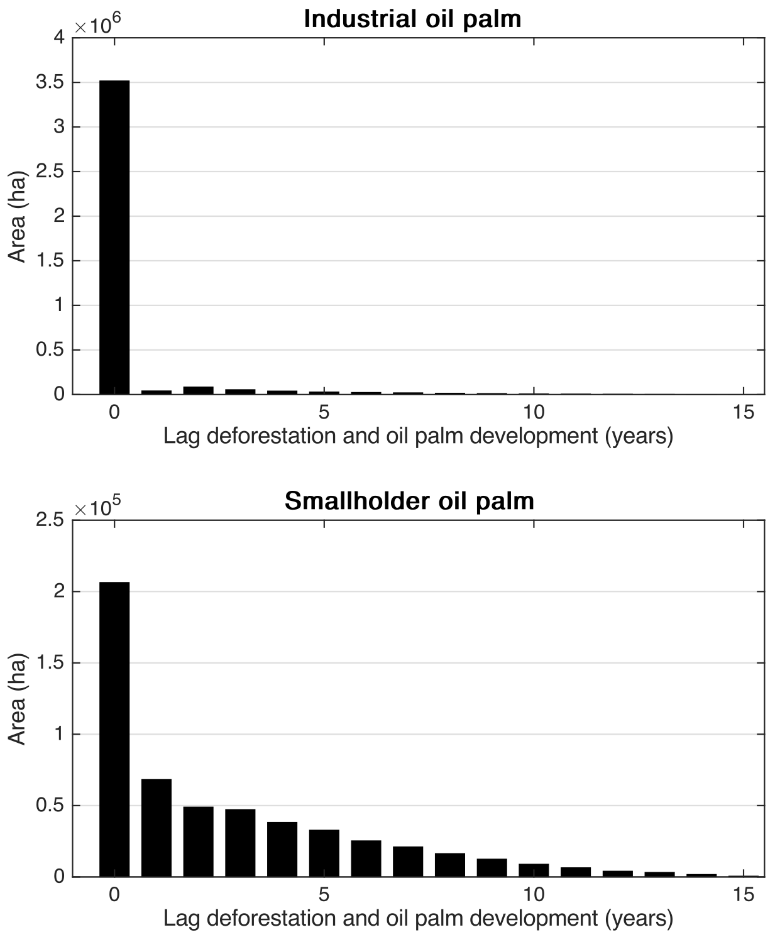 Industrial oil palm
×10⁶
4
3.5
3
2.5
2
1.5
1
0.5
0
Area (ha)
0 5 10 15
Lag deforestation and oil palm development (years)
Smallholder oil palm
×10⁵
2.5
2
1.5
1
0.5
0
Area (ha)
0 5 10 15
Lag deforestation and oil palm development (years)